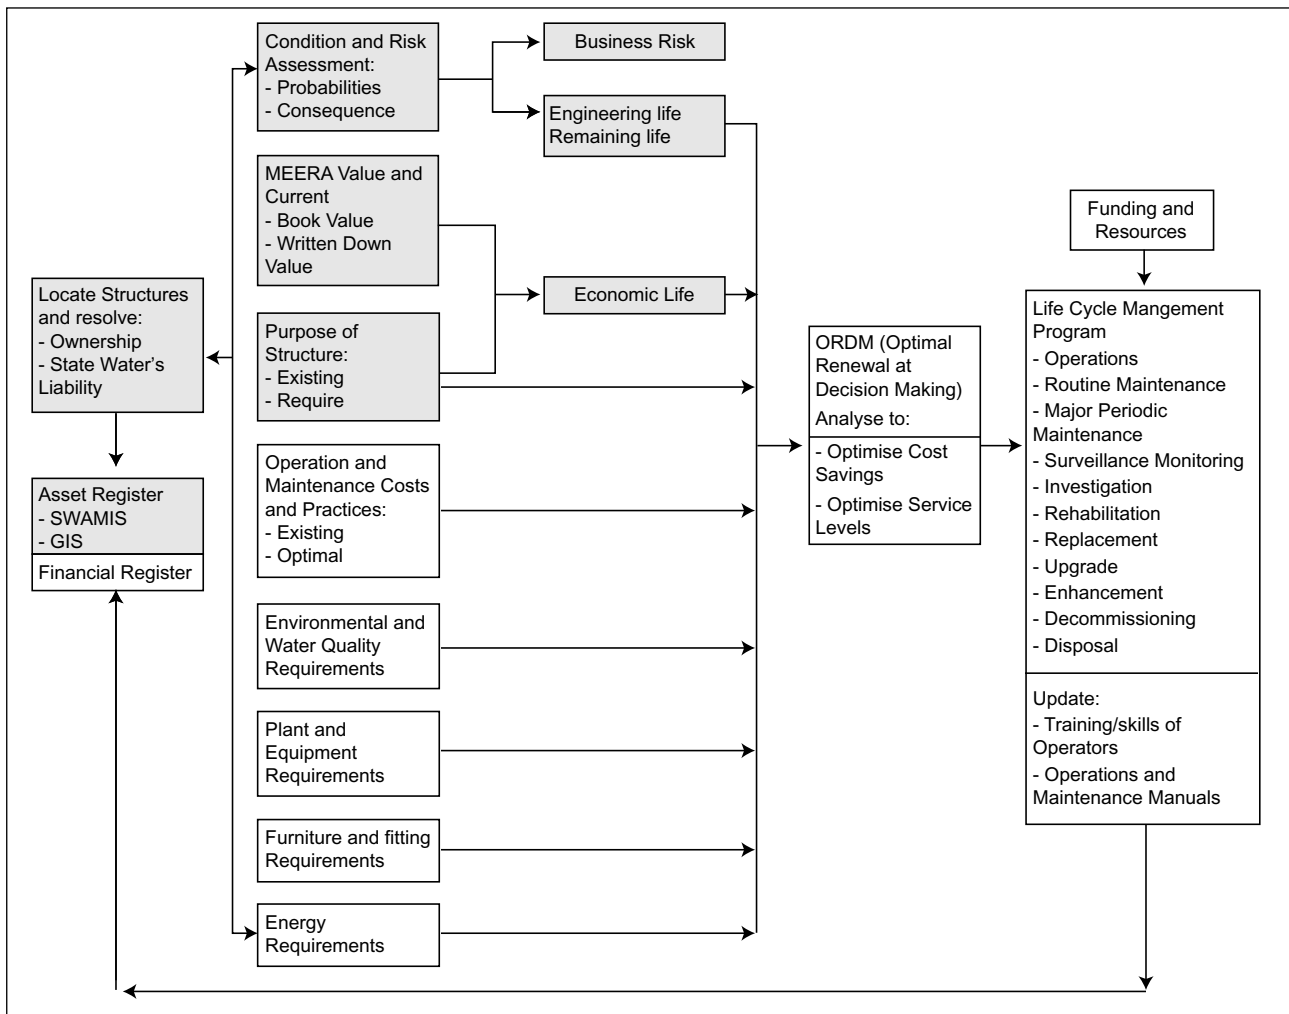 Condition and Risk
Assessment:
- Probabilities
- Consequence
Business Risk
Engineering life
Remaining life
MEERA Value and
Current
- Book Value
- Written Down
Value
Economic Life
Purpose of
Structure:
- Existing
- Require
Locate Structures
and resolve:
- Ownership
- State Water's
Liability
Asset Register
- SWAMIS
- GIS
Financial Register
Operation and
Maintenance Costs
and Practices:
- Existing
- Optimal
Environmental and
Water Quality
Requirements
Plant and
Equipment
Requirements
Furniture and fitting
Requirements
Energy
Requirements
ORDM (Optimal
Renewal at
Decision Making)
Analyse to:
- Optimise Cost
Savings
- Optimise Service
Levels
Funding and
Resources
Life Cycle Mangement
Program
- Operations
- Routine Maintenance
- Major Periodic
Maintenance
- Surveillance Monitoring
- Investigation
- Rehabilitation
- Replacement
- Upgrade
- Enhancement
- Decommissioning
- Disposal
Update:
- Training/skills of
Operators
- Operations and
Maintenance Manuals